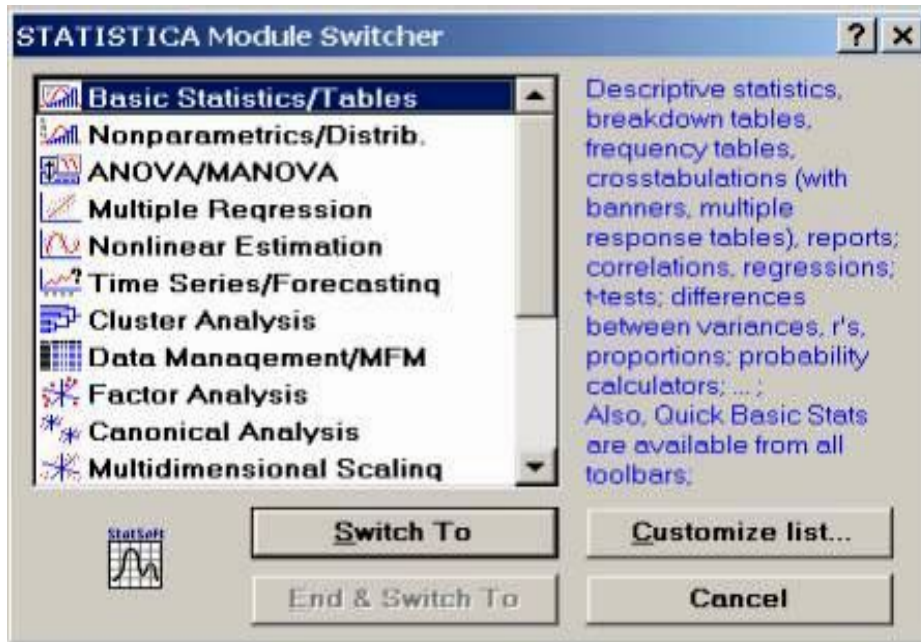 STATISTICA Module Switcher
Basic Statistics/Tables
Nonparametrics/Distrib.
ANOVA/MANOVA
Multiple Regression
Nonlinear Estimation
Time Series/Forecasting
Cluster Analysis
Data Management/MFM
Factor Analysis
Canonical Analysis
Multidimensional Scaling
Descriptive statistics,
breakdown tables,
frequency tables,
crosstabulations (with
banners, multiple
response tables), reports;
correlations, regressions;
t-tests; differences
between variances, r's,
proportions; probability
calculators; ... ;
Also, Quick Basic Stats
are available from all
toolbars;
StatSoft
Switch To
Customize list...
End & Switch To
Cancel